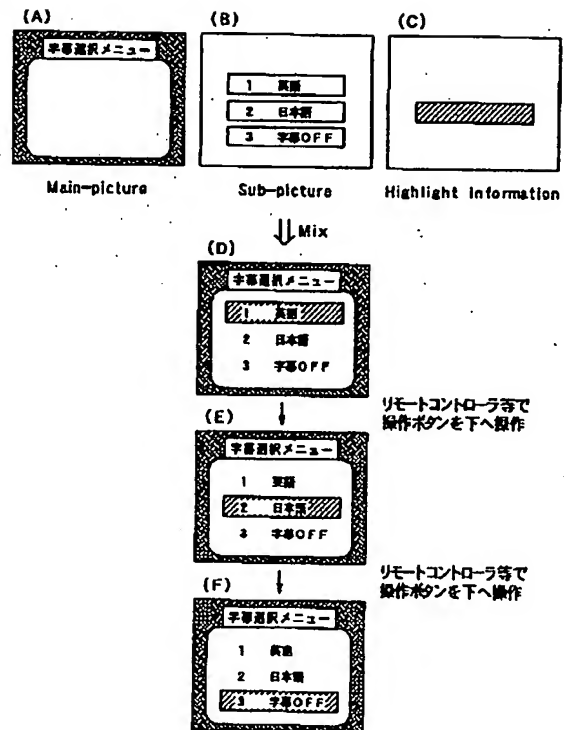 (A)
(B)
(C)
字幕選択メニュー
1 英語
2 日本語
3 字幕OFF
Main-picture
Sub-picture
Highlight Information
Mix
(D)
字幕選択メニュー
1 英語
2 日本語
3 字幕OFF
リモートコントローラ等で
操作ボタンを下へ操作
(E)
字幕選択メニュー
1 英語
2 日本語
3 字幕OFF
リモートコントローラ等で
操作ボタンを下へ操作
(F)
字幕選択メニュー
1 英語
2 日本語
3 字幕OFF